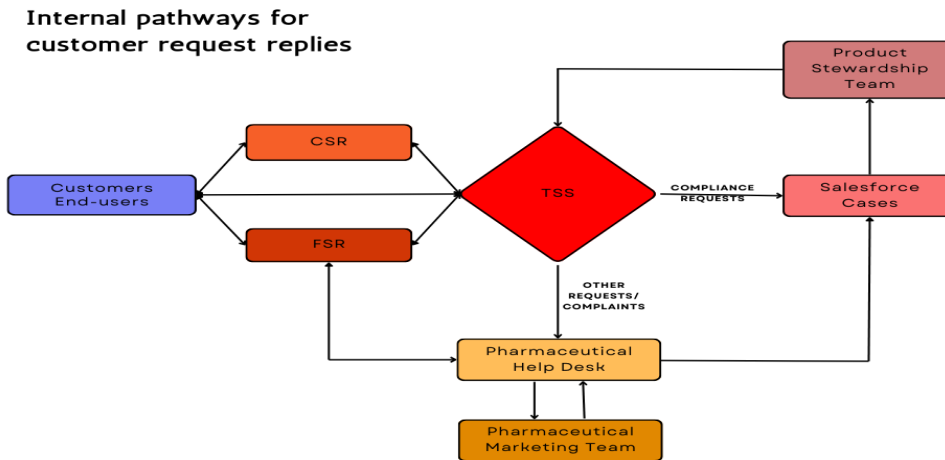 Internal pathways for
customer request replies
Product
Stewardship
Team
CSR
TSS
COMPLIANCE
REQUESTS
Customers
End-users
Salesforce
Cases
FSR
OTHER
REQUESTS/
COMPLAINTS
Pharmaceutical
Help Desk
Pharmaceutical
Marketing Team